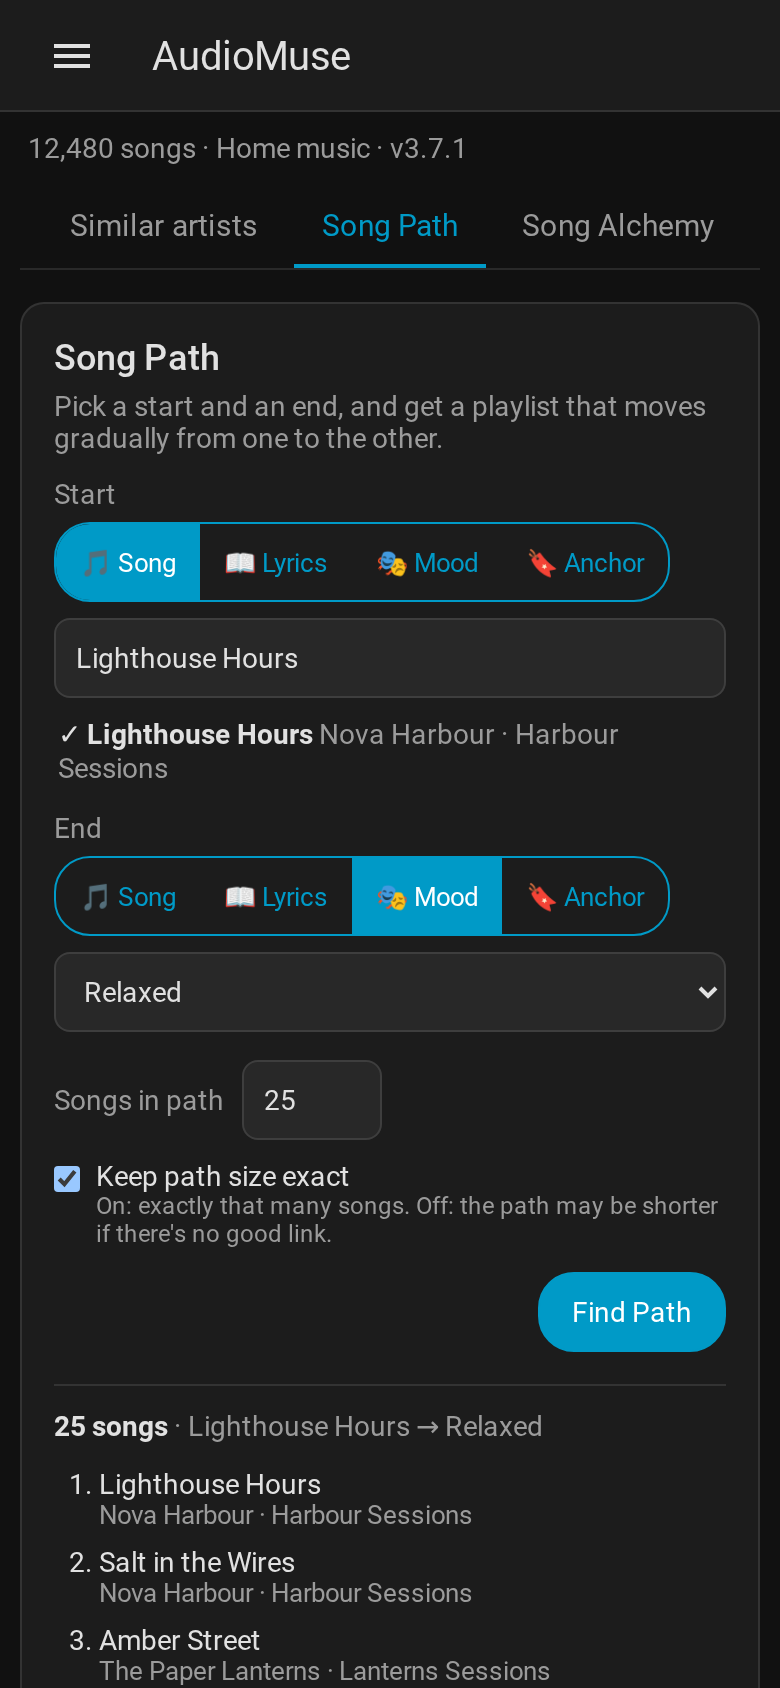 AudioMuse
12,480 songs · Home music · v3.7.1
Similar artists
Song Path
Song Alchemy
Song Path
Pick a start and an end, and get a playlist that moves
gradually from one to the other.
Start
🎵 Song
📖 Lyrics
🎭 Mood
🔖 Anchor
Lighthouse Hours
✓ Lighthouse Hours Nova Harbour · Harbour
Sessions
End
🎵 Song
📖 Lyrics
🎭 Mood
🔖 Anchor
Relaxed
Songs in path 25
Keep path size exact
On: exactly that many songs. Off: the path may be shorter
if there's no good link.
Find Path
25 songs · Lighthouse Hours → Relaxed
1. Lighthouse Hours
Nova Harbour · Harbour Sessions
2. Salt in the Wires
Nova Harbour · Harbour Sessions
3. Amber Street
The Paper Lanterns · Lanterns Sessions